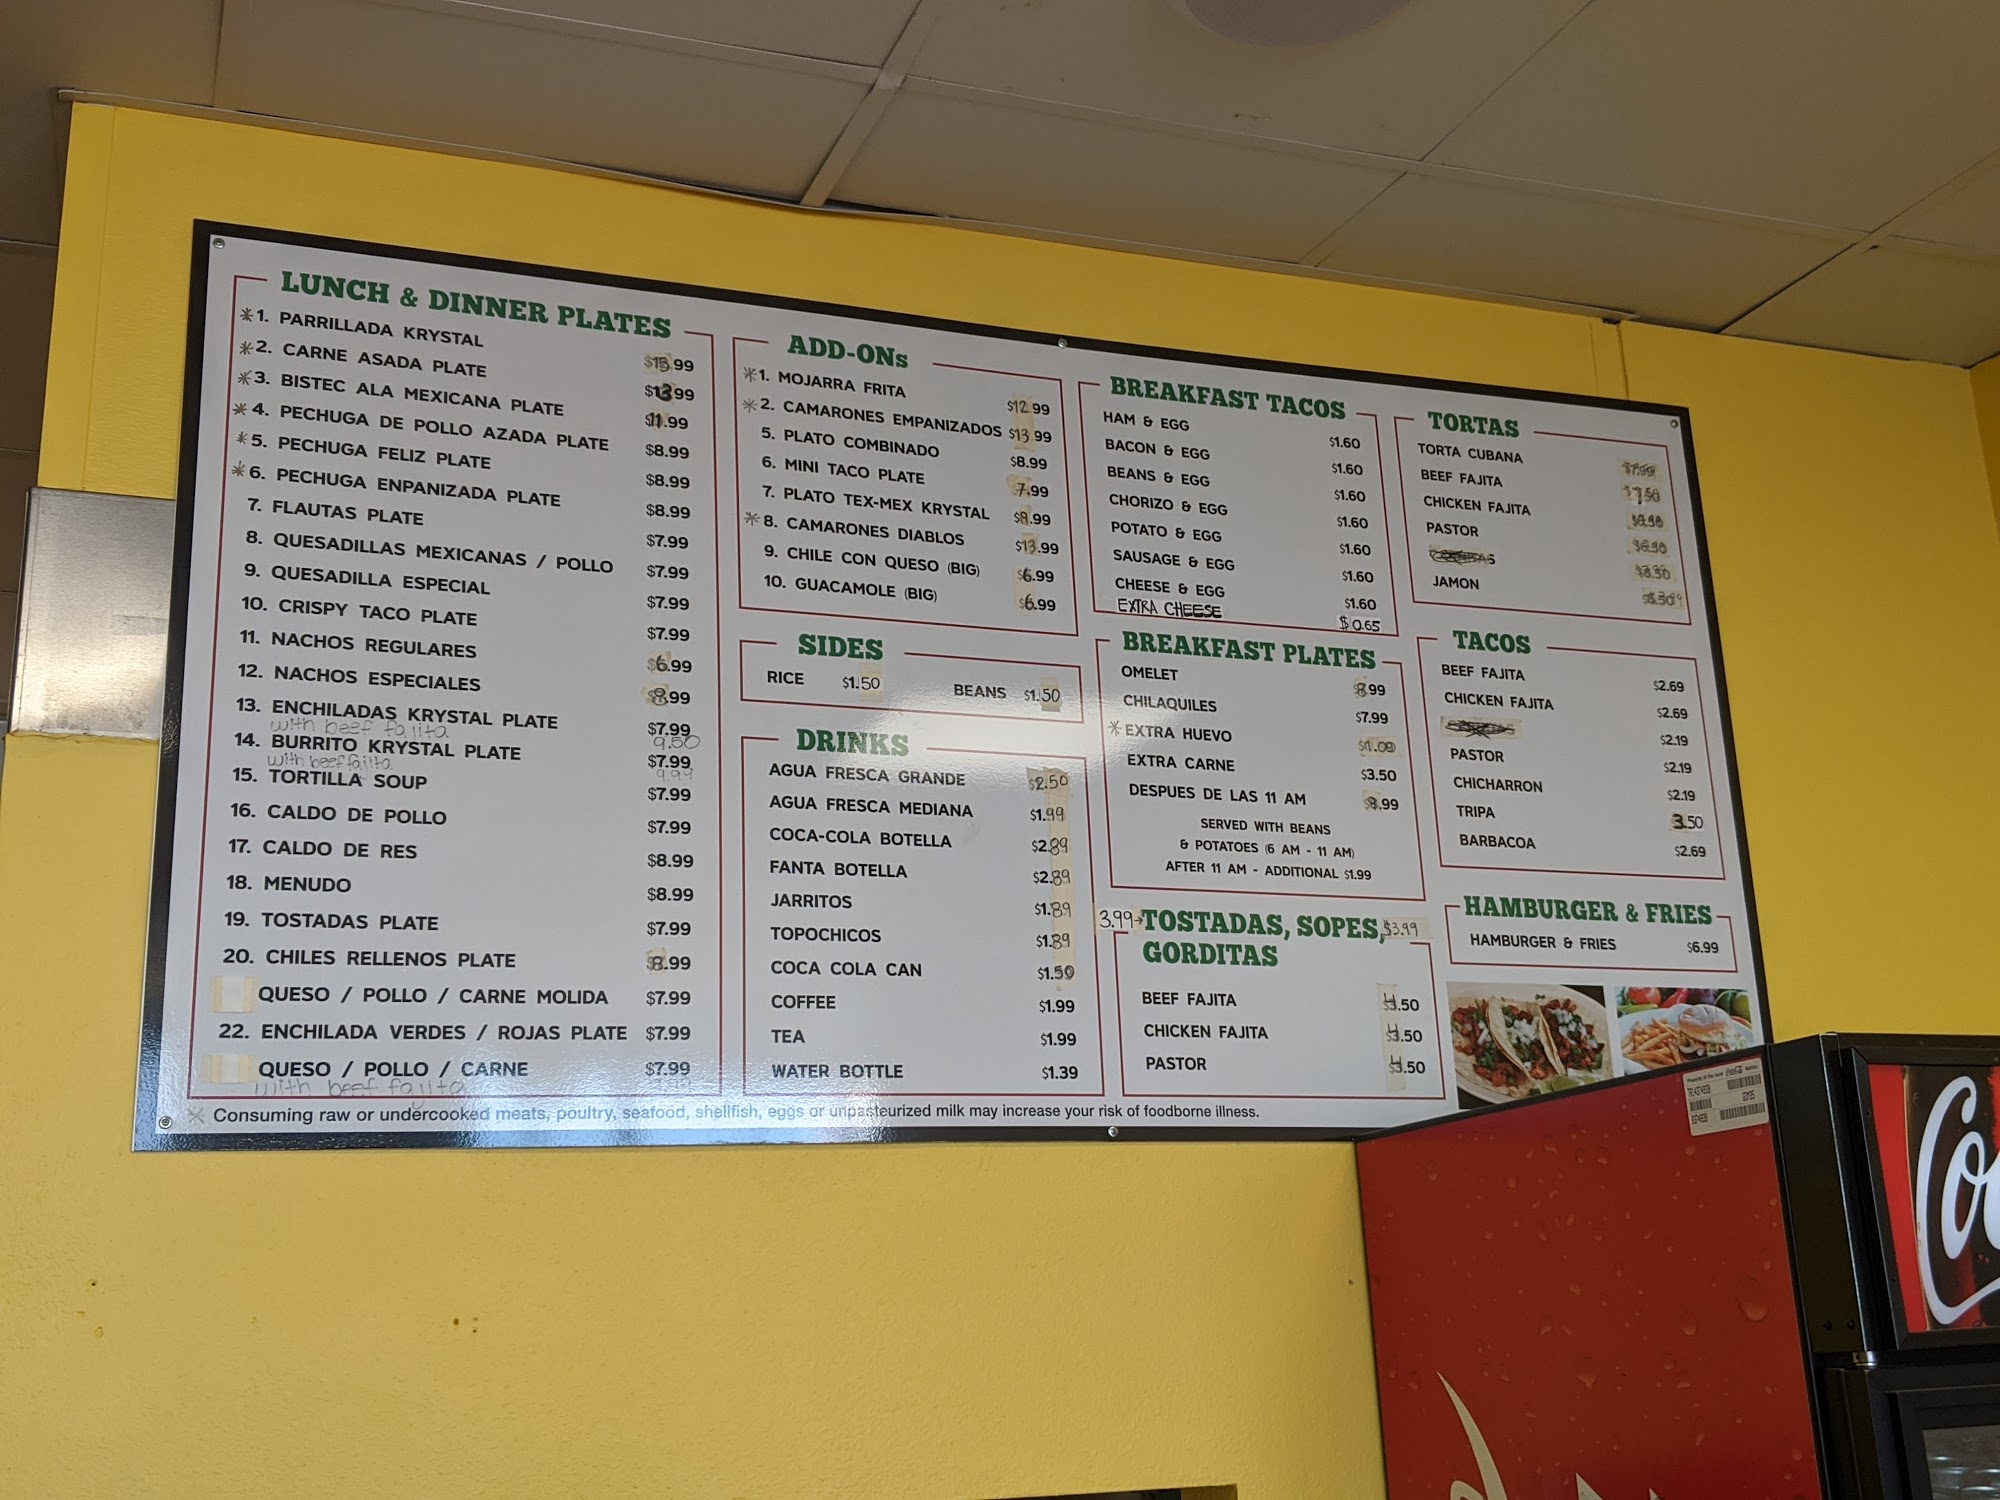 LUNCH & DINNER PLATES
*1. PARRILLADA KRYSTAL $15.99
*2. CARNE ASADA PLATE $13.99
*3. BISTEC ALA MEXICANA PLATE $11.99
*4. PECHUGA DE POLLO AZADA PLATE $8.99
*5. PECHUGA FELIZ PLATE $8.99
*6. PECHUGA ENPANIZADA PLATE $8.99
7. FLAUTAS PLATE $7.99
8. QUESADILLAS MEXICANAS / POLLO $7.99
9. QUESADILLA ESPECIAL $7.99
10. CRISPY TACO PLATE $7.99
11. NACHOS REGULARES $6.99
12. NACHOS ESPECIALES $8.99
13. ENCHILADAS KRYSTAL PLATE $7.99
with beef fajita 9.50
14. BURRITO KRYSTAL PLATE $7.99
with beef fajita 9.99
15. TORTILLA SOUP $7.99
16. CALDO DE POLLO $7.99
17. CALDO DE RES $8.99
18. MENUDO $8.99
19. TOSTADAS PLATE $7.99
20. CHILES RELLENOS PLATE $8.99
QUESO / POLLO / CARNE MOLIDA $7.99
22. ENCHILADA VERDES / ROJAS PLATE $7.99
QUESO / POLLO / CARNE $7.99
with beef fajita
ADD-ONs
*1. MOJARRA FRITA $12.99
*2. CAMARONES EMPANIZADOS $13.99
5. PLATO COMBINADO $8.99
6. MINI TACO PLATE 7.99
7. PLATO TEX-MEX KRYSTAL $9.99
*8. CAMARONES DIABLOS $13.99
9. CHILE CON QUESO (BIG) $6.99
10. GUACAMOLE (BIG) $6.99
SIDES
RICE $1.50 BEANS $1.50
DRINKS
AGUA FRESCA GRANDE $2.50
AGUA FRESCA MEDIANA $1.99
COCA-COLA BOTELLA $2.89
FANTA BOTELLA $2.89
JARRITOS $1.89
TOPOCHICOS $1.89
COCA COLA CAN $1.50
COFFEE $1.99
TEA $1.99
WATER BOTTLE $1.39
BREAKFAST TACOS
HAM & EGG $1.60
BACON & EGG $1.60
BEANS & EGG $1.60
CHORIZO & EGG $1.60
POTATO & EGG $1.60
SAUSAGE & EGG $1.60
CHEESE & EGG $1.60
EXTRA CHEESE $0.65
BREAKFAST PLATES
OMELET $8.99
CHILAQUILES $7.99
*EXTRA HUEVO $1.00
EXTRA CARNE $3.50
DESPUES DE LAS 11 AM $8.99
SERVED WITH BEANS
& POTATOES (6 AM - 11 AM)
AFTER 11 AM - ADDITIONAL $1.99
3.99→ TOSTADAS, SOPES, $3.99
GORDITAS
BEEF FAJITA 4.50
CHICKEN FAJITA 4.50
PASTOR 4.50
TORTAS
TORTA CUBANA $7.99
BEEF FAJITA $7.50
CHICKEN FAJITA
PASTOR $6.50
JAMON
TACOS
BEEF FAJITA $2.69
CHICKEN FAJITA $2.69
$2.19
PASTOR $2.19
CHICHARRON $2.19
TRIPA 3.50
BARBACOA $2.69
HAMBURGER & FRIES
HAMBURGER & FRIES $6.99
* Consuming raw or undercooked meats, poultry, seafood, shellfish, eggs or unpasteurized milk may increase your risk of foodborne illness.